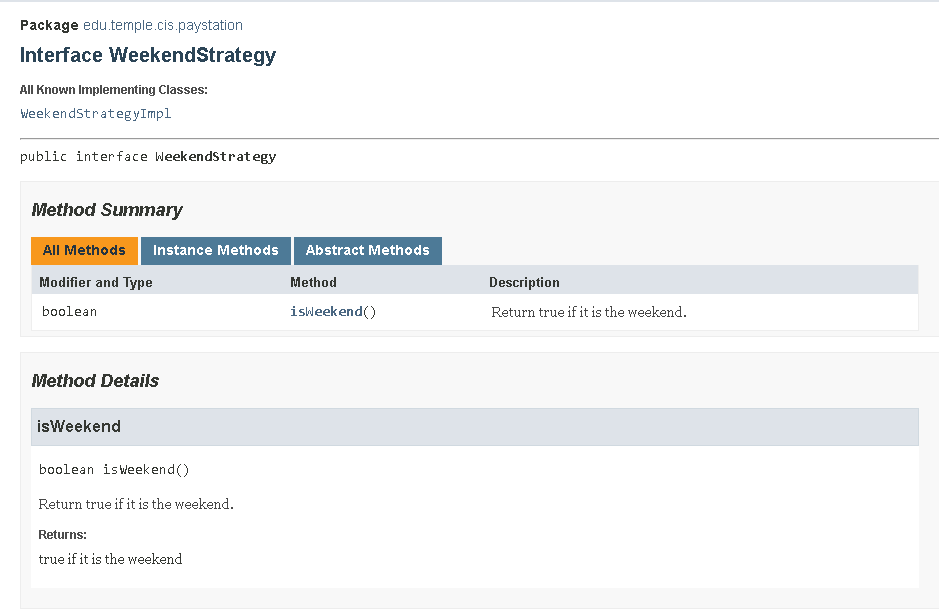 Package edu.temple.cis.paystation
Interface WeekendStrategy
All Known Implementing Classes:
WeekendStrategyImpl
public interface WeekendStrategy
Method Summary
All Methods Instance Methods Abstract Methods
Modifier and Type Method Description
boolean isWeekend() Return true if it is the weekend.
Method Details
isWeekend
boolean isWeekend()
Return true if it is the weekend.
Returns:
true if it is the weekend